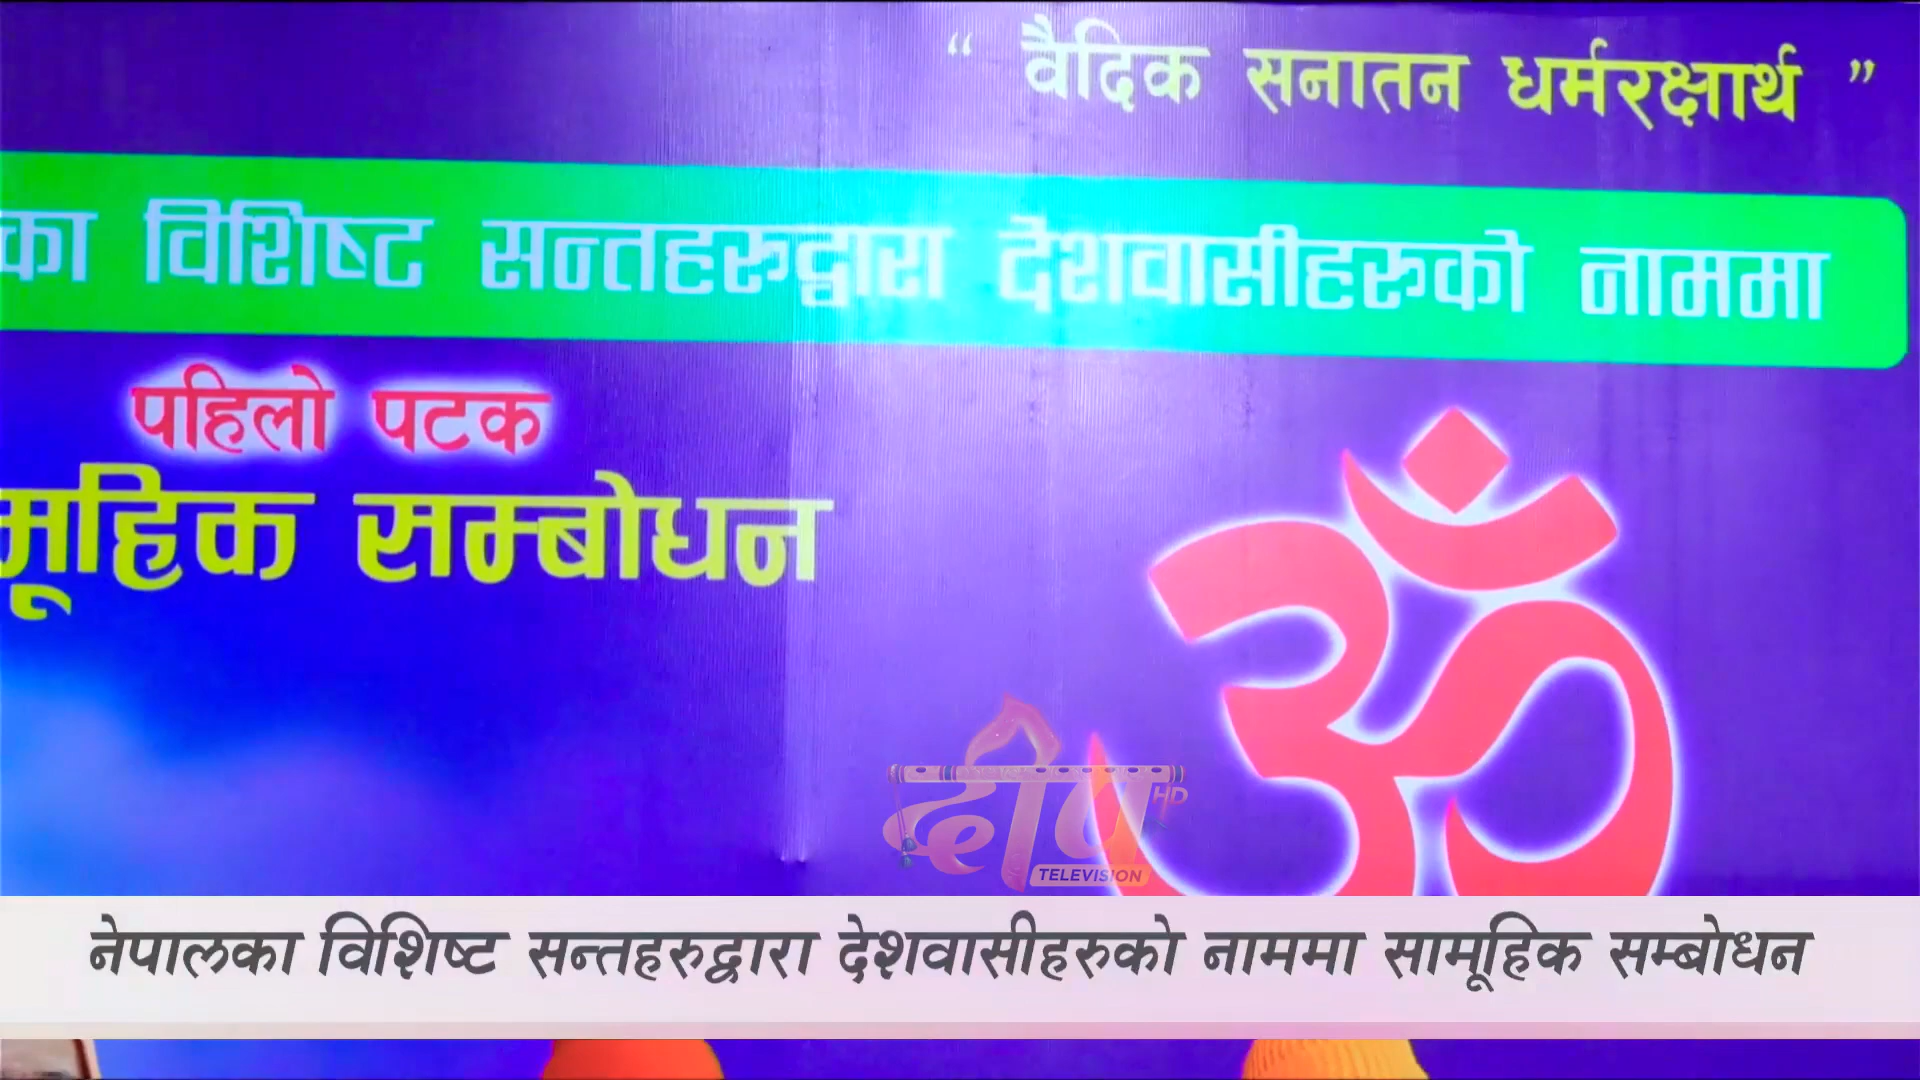 “ वैदिक सनातन धर्मरक्षार्थ ”
का विशिष्ट सन्तहरुद्वारा देशवासीहरुको नाममा
पहिलो पटक
मूहिक सम्बोधन
ॐ
दीप HD
TELEVISION
नेपालका विशिष्ट सन्तहरुद्वारा देशवासीहरुको नाममा सामूहिक सम्बोधन